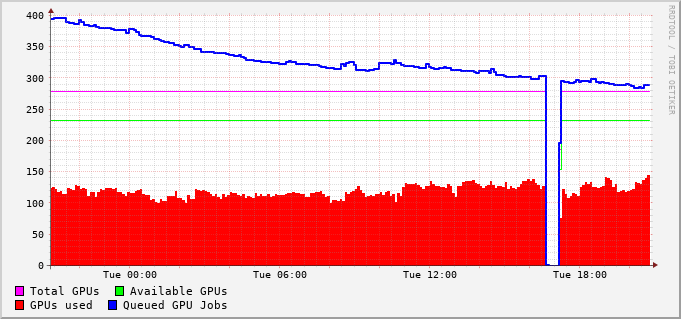 400
350
300
250
200
150
100
50
0
Tue 00:00 Tue 06:00 Tue 12:00 Tue 18:00
Total GPUs Available GPUs
GPUs used Queued GPU Jobs
RRDTOOL / TOBI OETIKER